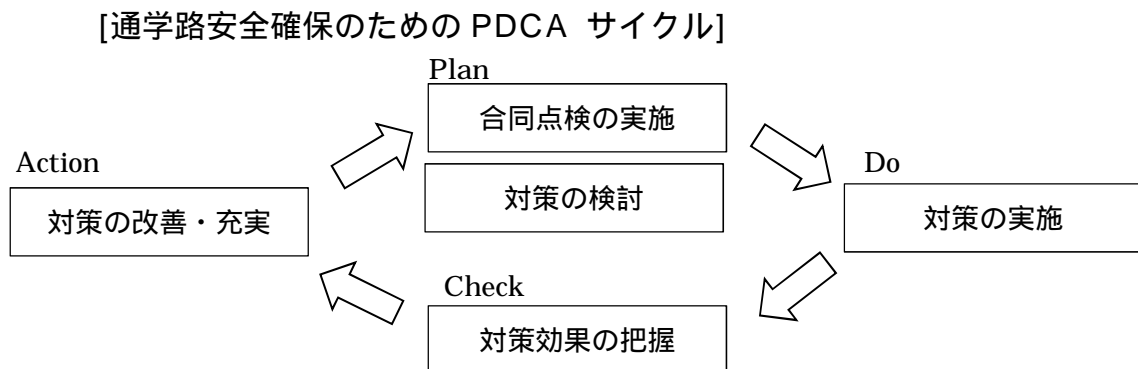 [通学路安全確保のための PDCA サイクル]
Plan
合同点検の実施
対策の検討
Do
対策の実施
Check
対策効果の把握
Action
対策の改善・充実